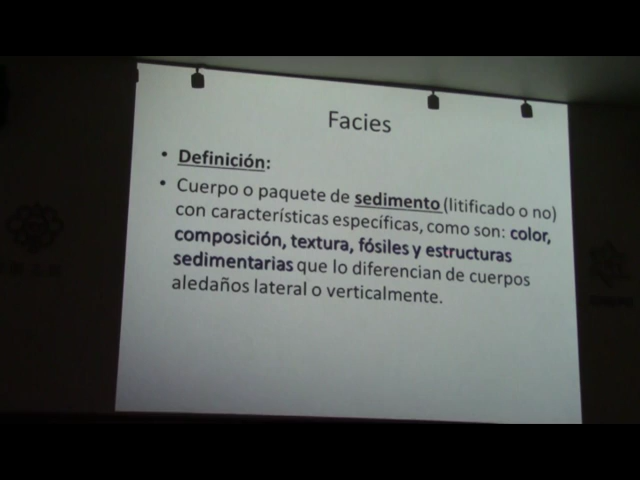 Facies
• Definición:
• Cuerpo o paquete de sedimento (litificado o no)
con características específicas, como son: color,
composición, textura, fósiles y estructuras
sedimentarias que lo diferencian de cuerpos
aledaños lateral o verticalmente.